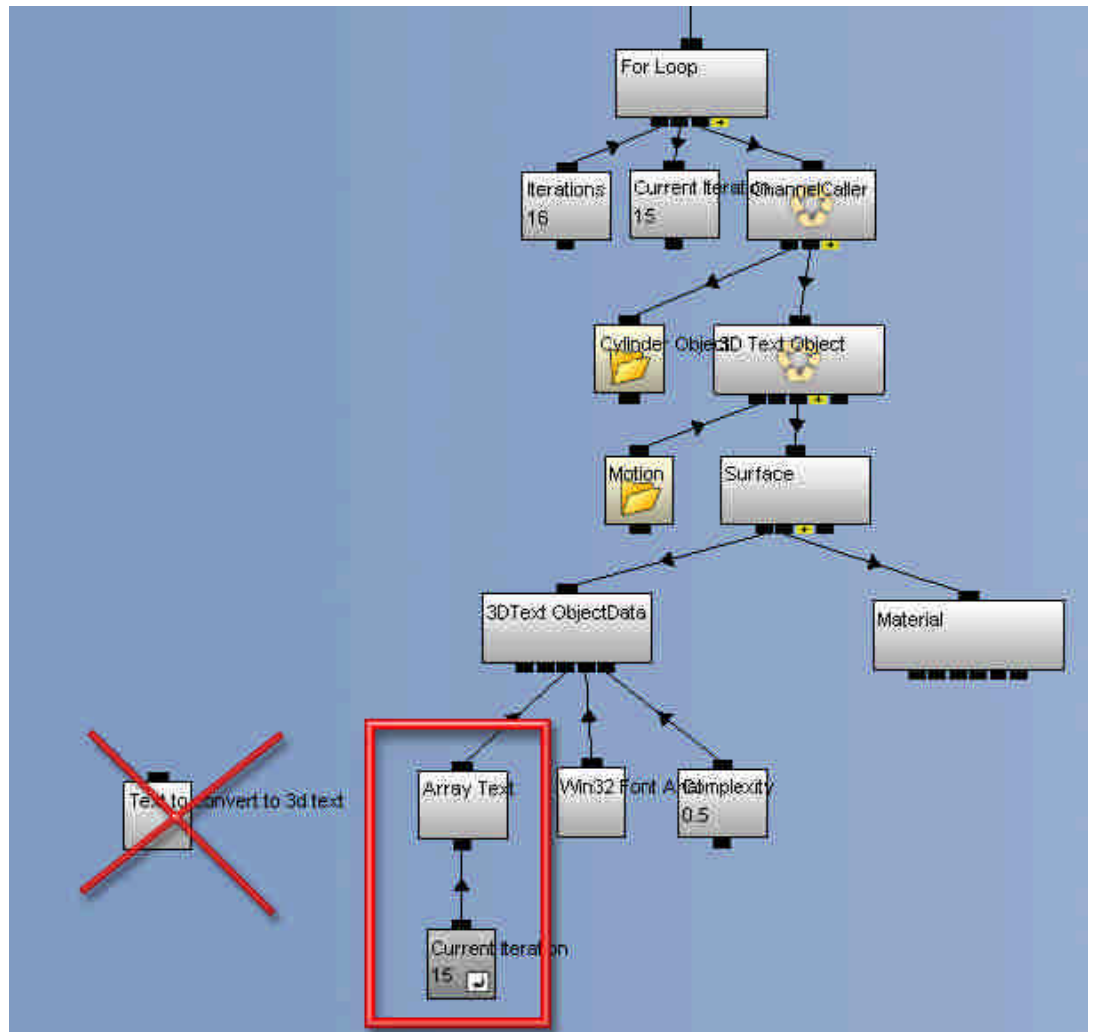 For Loop
Iterations
16
Current Iteration
15
ChannelCaller
Cylinder Object
3D Text Object
Motion
Surface
3DText ObjectData
Material
Text to convert to 3d text
Array Text
Win32 Font Arial
Complexity
0.5
Current Iteration
15